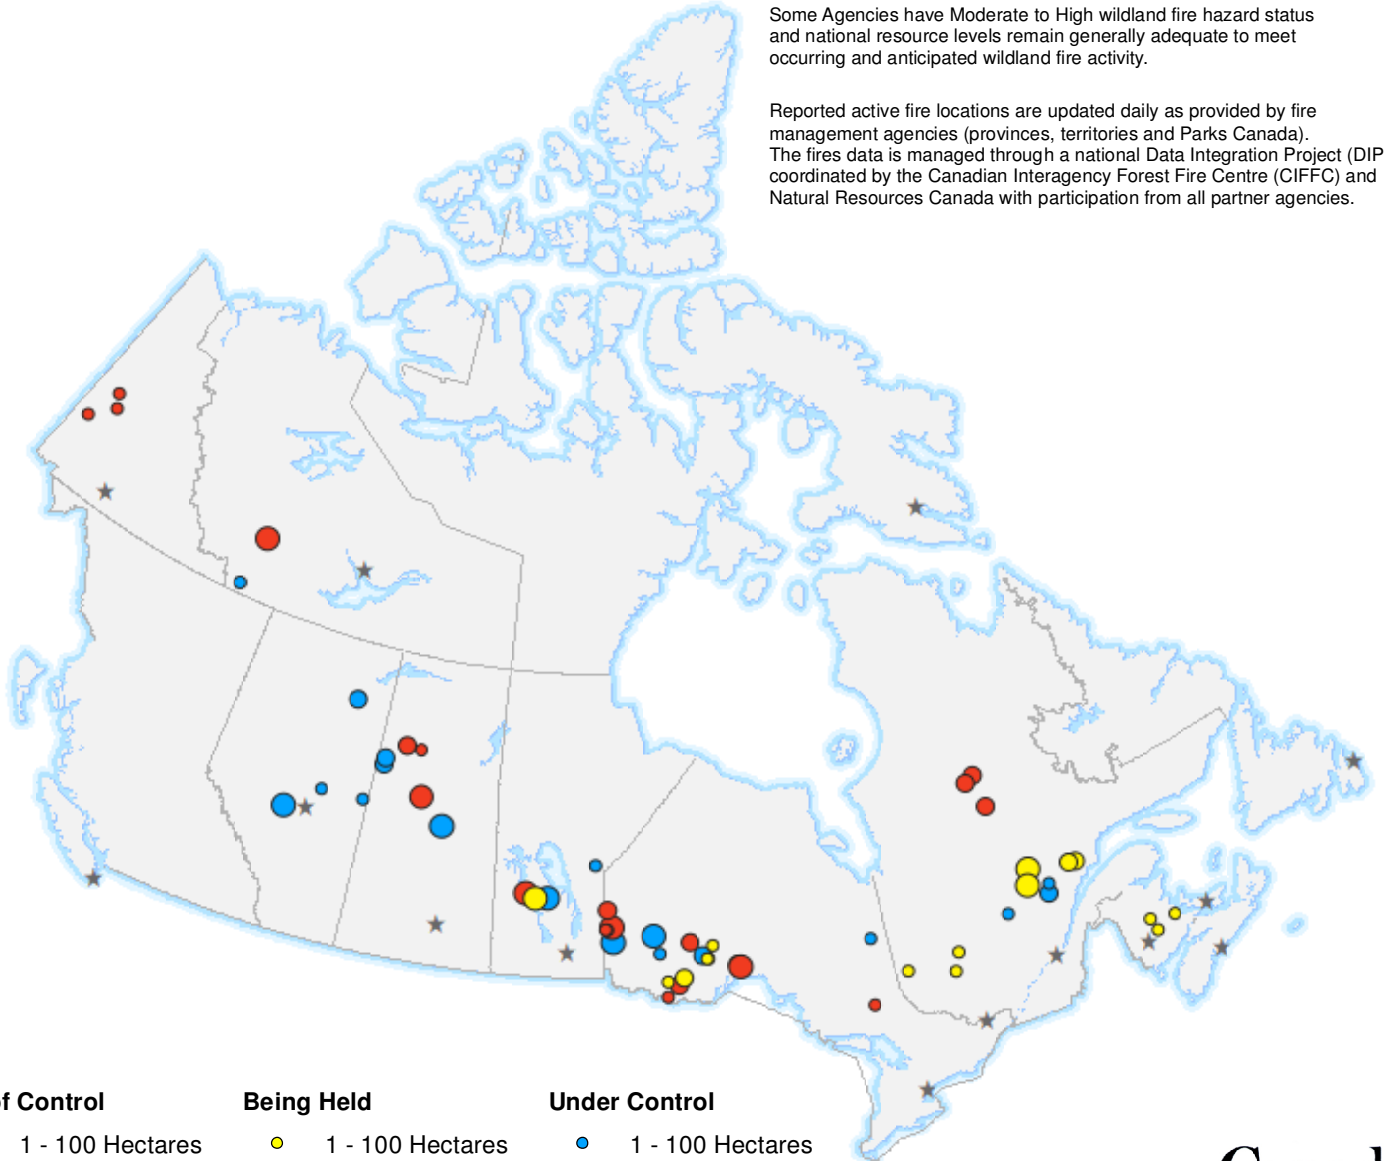 Some Agencies have Moderate to High wildland fire hazard status
and national resource levels remain generally adequate to meet
occurring and anticipated wildland fire activity.
Reported active fire locations are updated daily as provided by fire
management agencies (provinces, territories and Parks Canada).
The fires data is managed through a national Data Integration Project (DIP
coordinated by the Canadian Interagency Forest Fire Centre (CIFFC) and
Natural Resources Canada with participation from all partner agencies.
of Control Being Held Under Control
1 - 100 Hectares 1 - 100 Hectares 1 - 100 Hectares